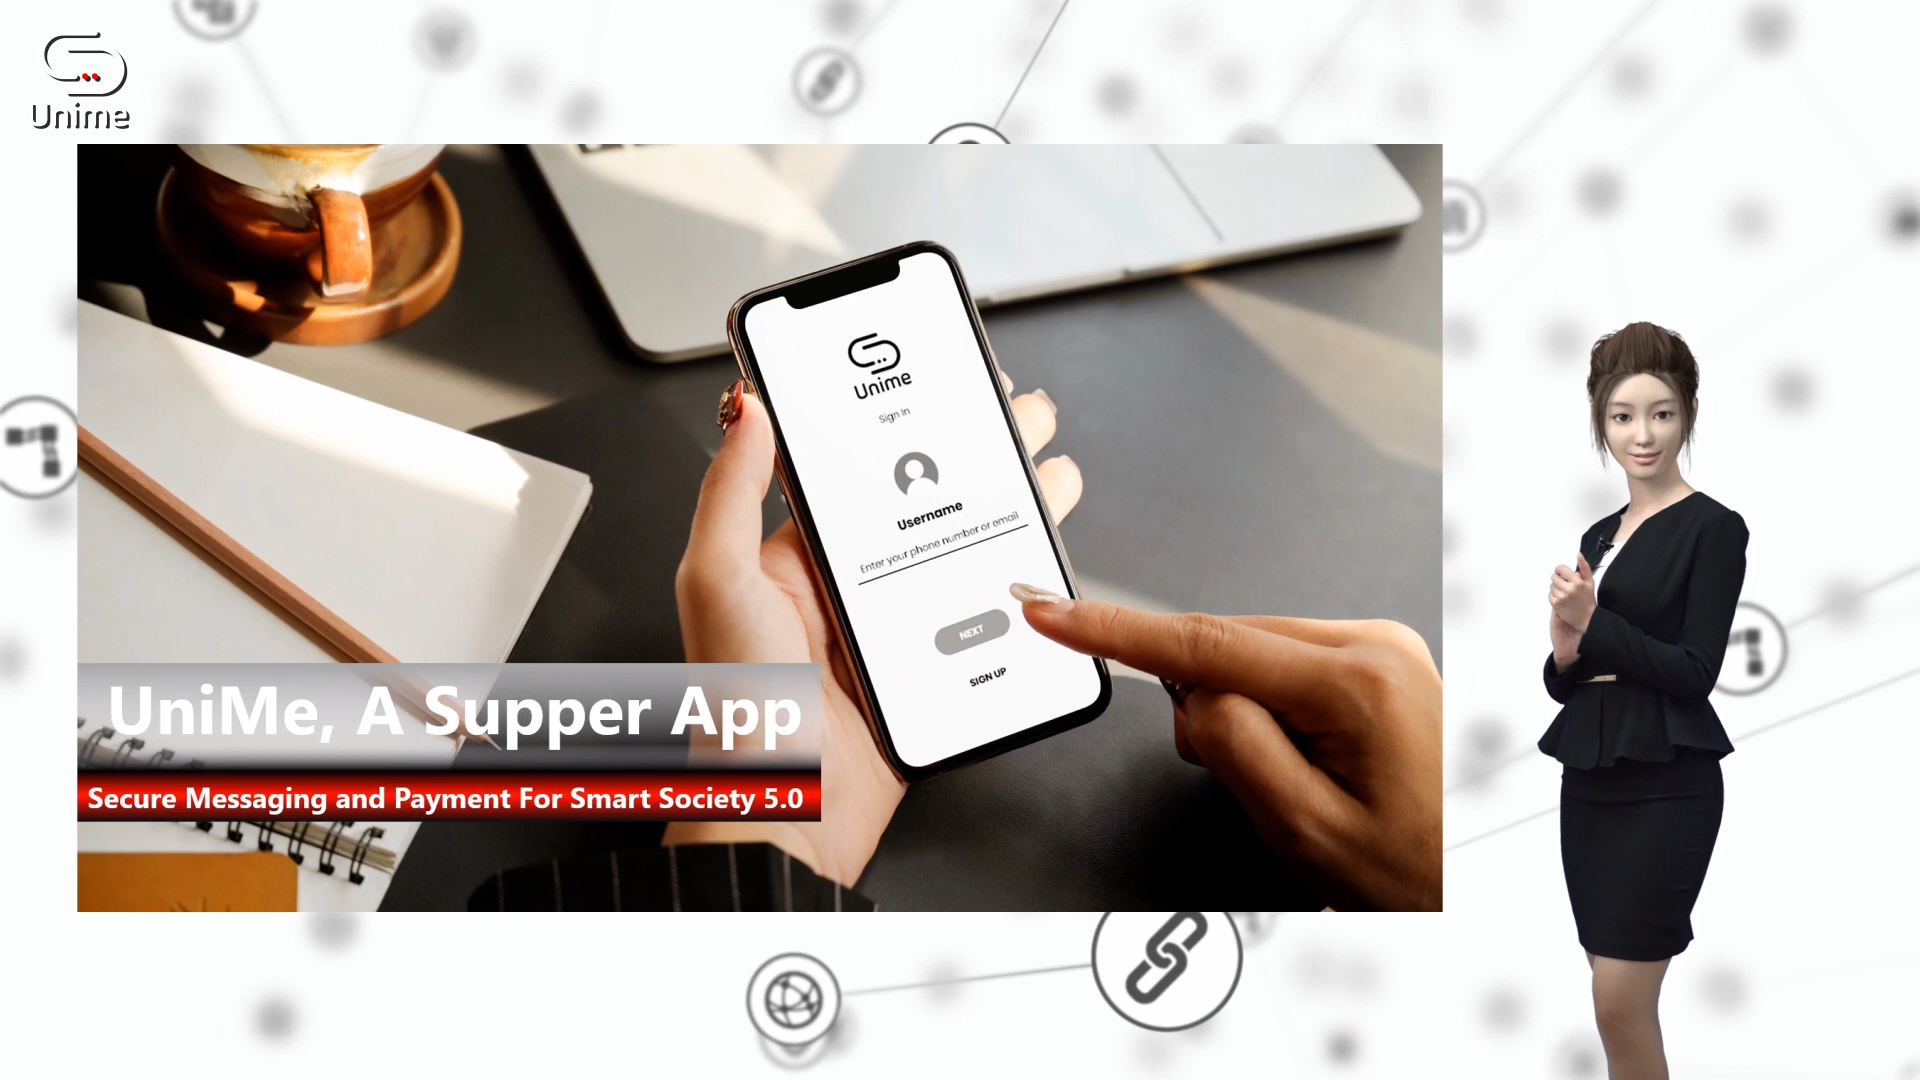 Unime
Unime
Sign In
Username
Enter your phone number or email
NEXT
SIGN UP
UniMe, A Supper App
Secure Messaging and Payment For Smart Society 5.0